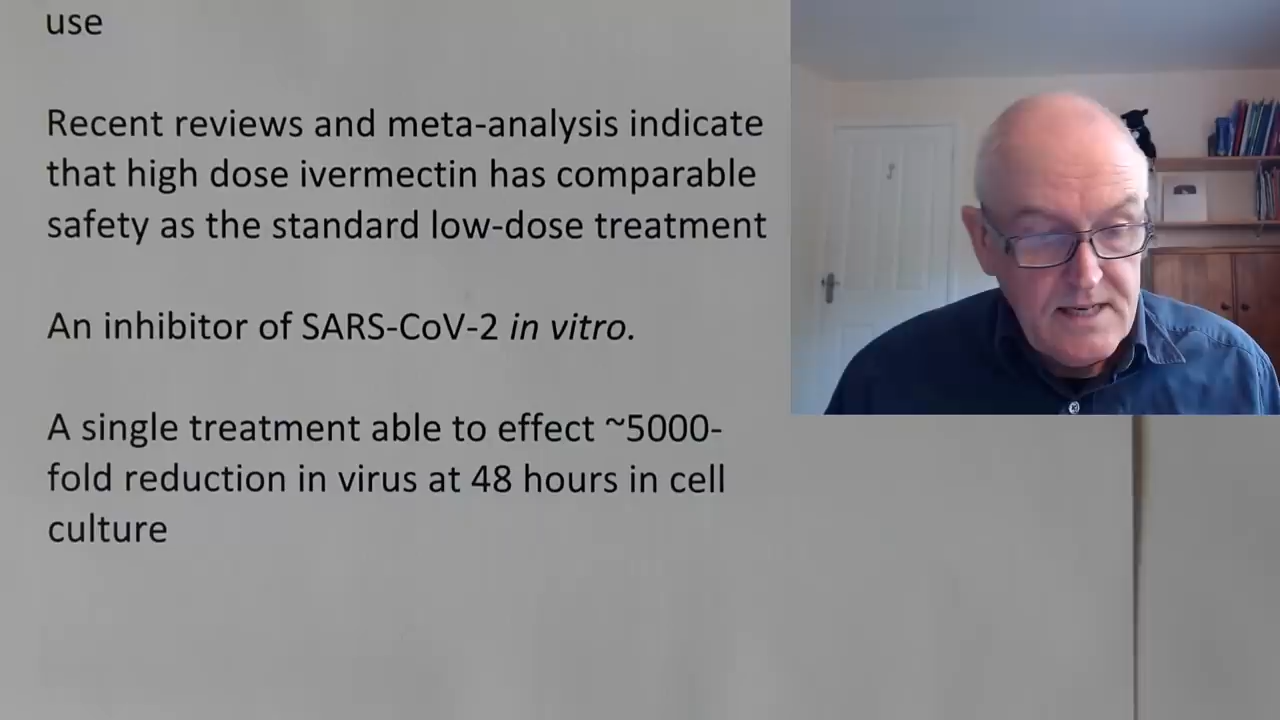 use
Recent reviews and meta-analysis indicate
that high dose ivermectin has comparable
safety as the standard low-dose treatment
An inhibitor of SARS-CoV-2 in vitro.
A single treatment able to effect ~5000-
fold reduction in virus at 48 hours in cell
culture